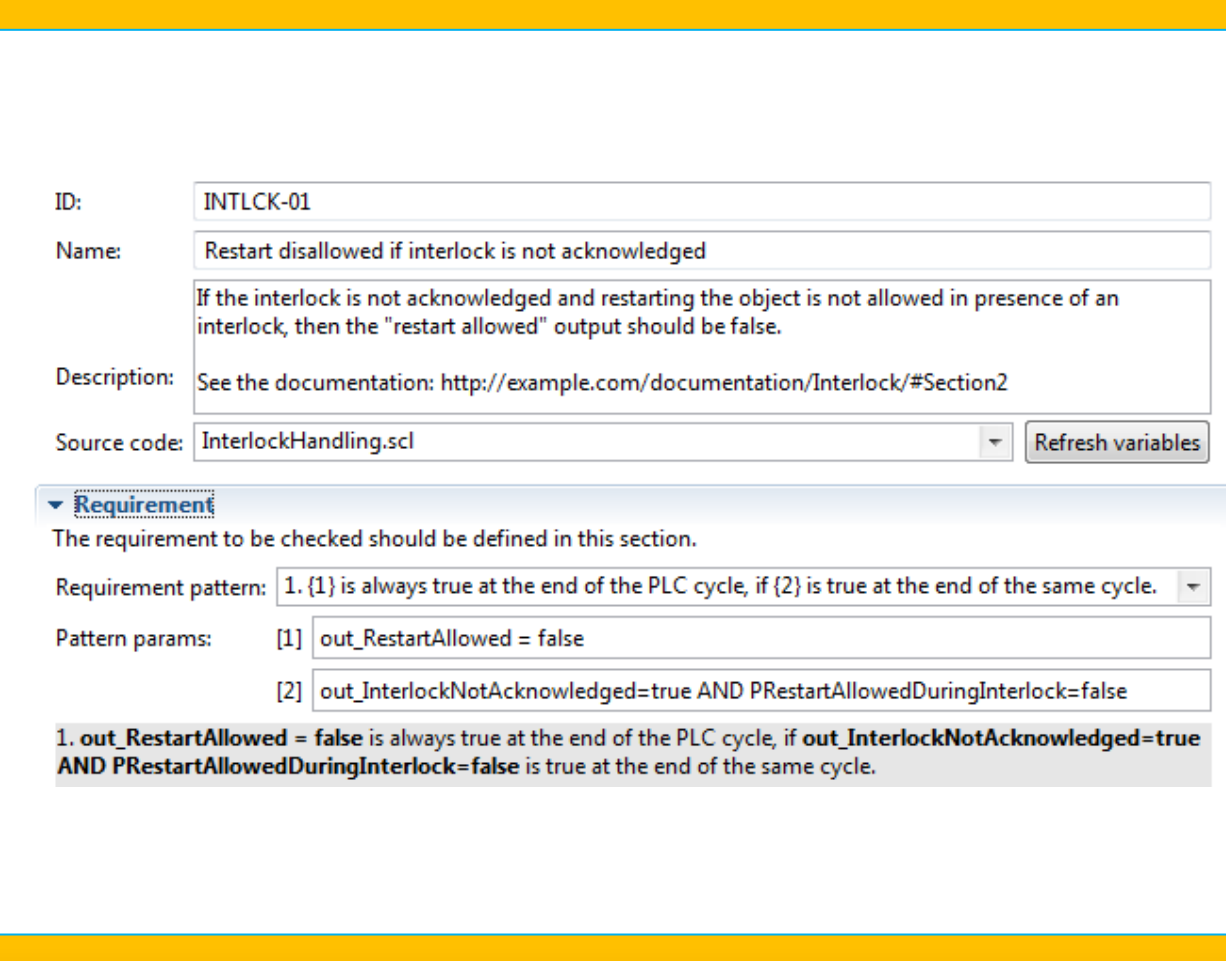 ID: INTLCK-01
Name: Restart disallowed if interlock is not acknowledged
If the interlock is not acknowledged and restarting the object is not allowed in presence of an
interlock, then the "restart allowed" output should be false.
Description: See the documentation: http://example.com/documentation/Interlock/#Section2
Source code: InterlockHandling.scl Refresh variables
Requirement
The requirement to be checked should be defined in this section.
Requirement pattern: 1. {1} is always true at the end of the PLC cycle, if {2} is true at the end of the same cycle.
Pattern params: [1] out_RestartAllowed = false
[2] out_InterlockNotAcknowledged=true AND PRestartAllowedDuringInterlock=false
1. out_RestartAllowed = false is always true at the end of the PLC cycle, if out_InterlockNotAcknowledged=true
AND PRestartAllowedDuringInterlock=false is true at the end of the same cycle.